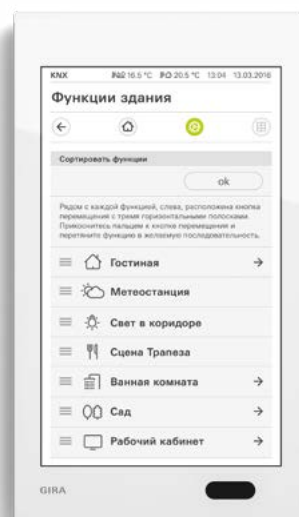 KNX 16.5 °C 20.5 °C 13:04 13.03.2016
Функции здания
Сортировать функции
ok
Рядом с каждой функцией, слева, расположена кнопка
перемещения с тремя горизонтальными полосками.
Прикоснитесь пальцем к кнопке перемещения и
перетяните функцию в желаемую последовательность.
Гостиная
Метеостанция
Свет в коридоре
Сцена Трапеза
Ванная комната
Сад
Рабочий кабинет
GIRA